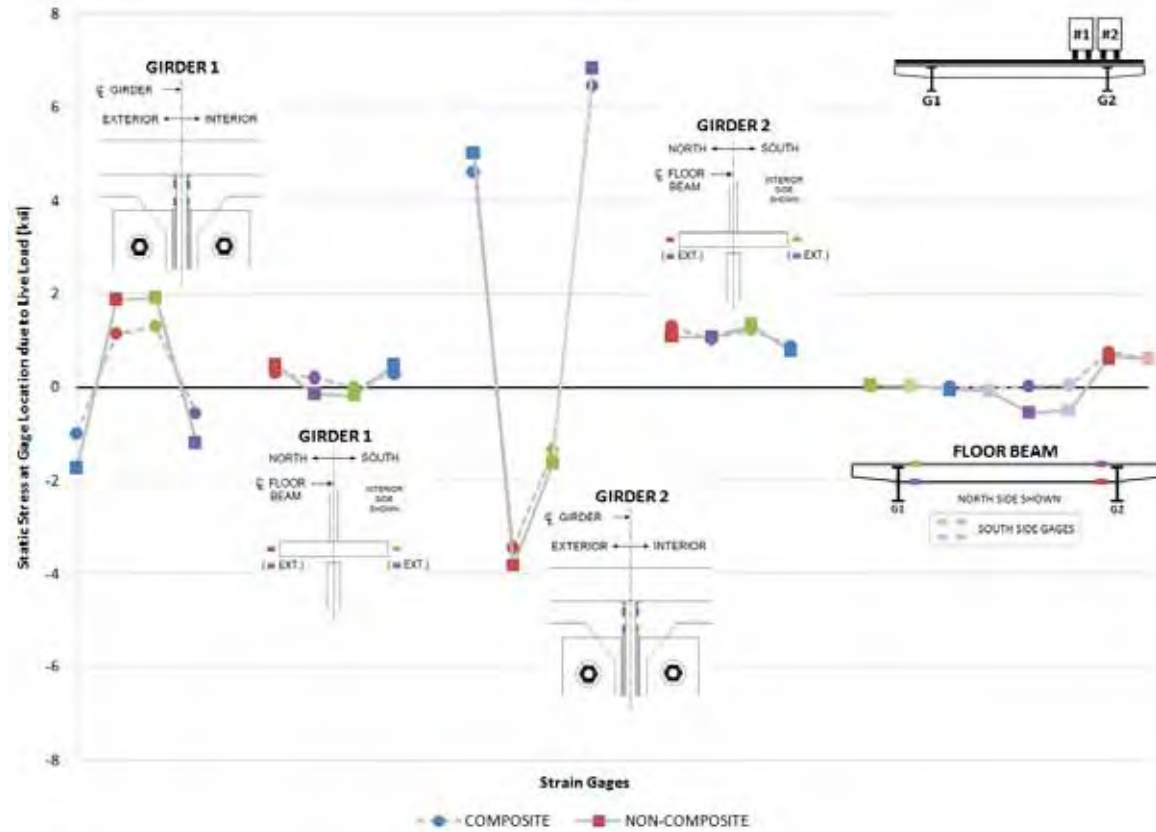 8
6
4
2
0
-2
-4
-6
-8
Static Stress at Gage Location due to Live Load [ksi]
GIRDER 1
℄ GIRDER
EXTERIOR
INTERIOR
#1
#2
G1
G2
GIRDER 2
NORTH
SOUTH
℄ FLOOR
BEAM
INTERIOR
SIDE
SHOWN
( EXT.)
( EXT.)
GIRDER 1
NORTH
SOUTH
℄ FLOOR
BEAM
INTERIOR
SIDE
SHOWN
( EXT.)
( EXT.)
GIRDER 2
℄ GIRDER
EXTERIOR
INTERIOR
FLOOR BEAM
G1
NORTH SIDE SHOWN
G2
SOUTH SIDE GAGES
Strain Gages
COMPOSITE
NON-COMPOSITE